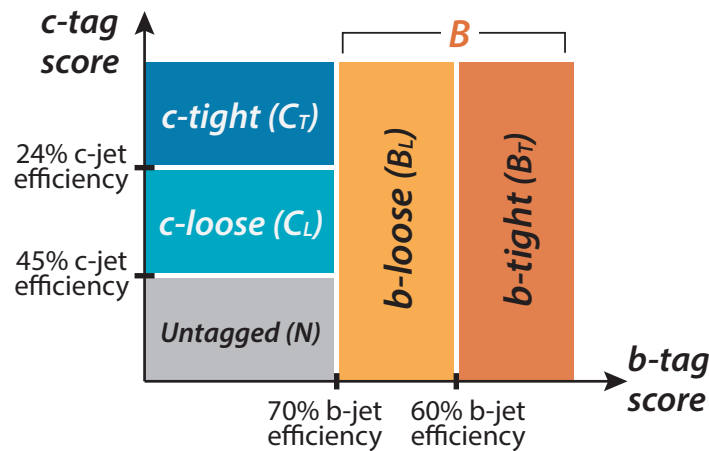 c-tag
score
B
c-tight (CT)
24% c-jet
efficiency
c-loose (CL)
45% c-jet
efficiency
Untagged (N)
b-loose (BL)
b-tight (BT)
b-tag
score
70% b-jet
efficiency
60% b-jet
efficiency